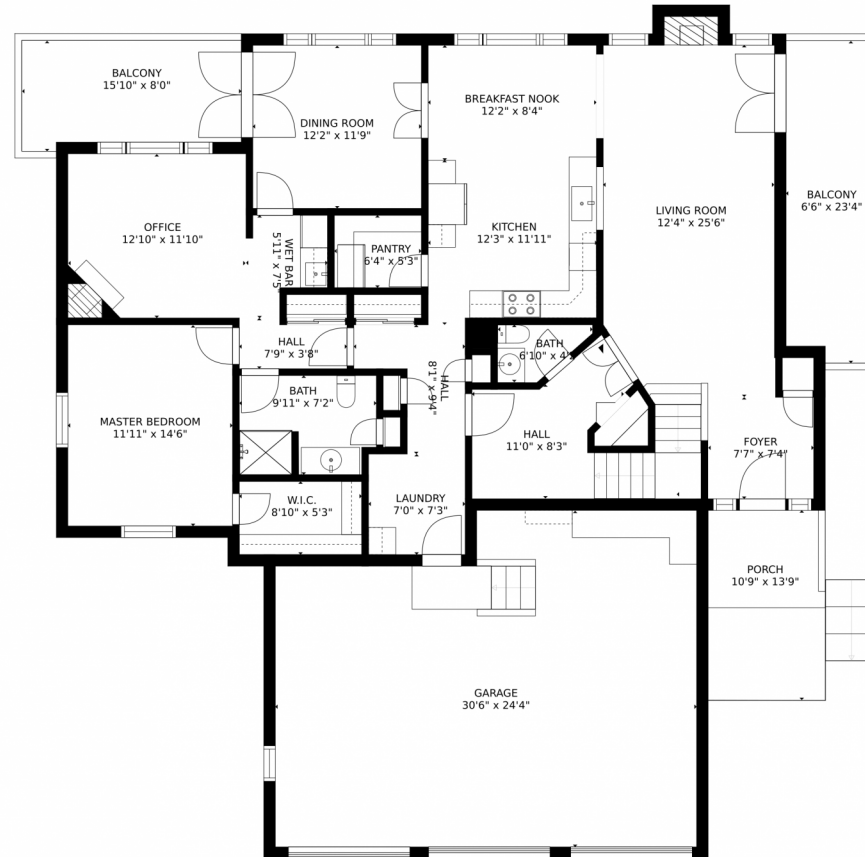 BALCONY
15'10" x 8'0"
DINING ROOM
12'2" x 11'9"
BREAKFAST NOOK
12'2" x 8'4"
BALCONY
6'6" x 23'4"
LIVING ROOM
12'4" x 25'6"
OFFICE
12'10" x 11'10"
WET BAR
5'11" x 7'5"
PANTRY
6'4" x 5'3"
KITCHEN
12'3" x 11'11"
HALL
7'9" x 3'8"
HALL
8'1" x 9'4"
BATH
6'10" x 4'
BATH
9'11" x 7'2"
MASTER BEDROOM
11'11" x 14'6"
HALL
11'0" x 8'3"
FOYER
7'7" x 7'4"
W.I.C.
8'10" x 5'3"
LAUNDRY
7'0" x 7'3"
PORCH
10'9" x 13'9"
GARAGE
30'6" x 24'4"